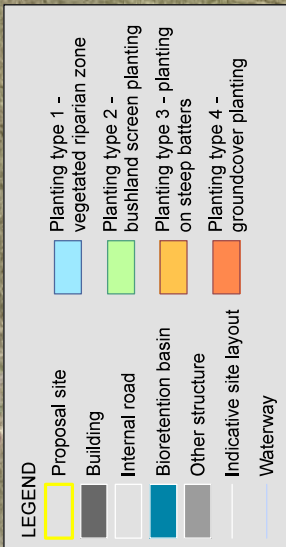 LEGEND
Proposal site
Building
Internal road
Bioretention basin
Other structure
Indicative site layout
Waterway
Planting type 1 -
vegetated riparian zone
Planting type 2 -
bushland screen planting
Planting type 3 - planting
on steep batters
Planting type 4 -
groundcover planting